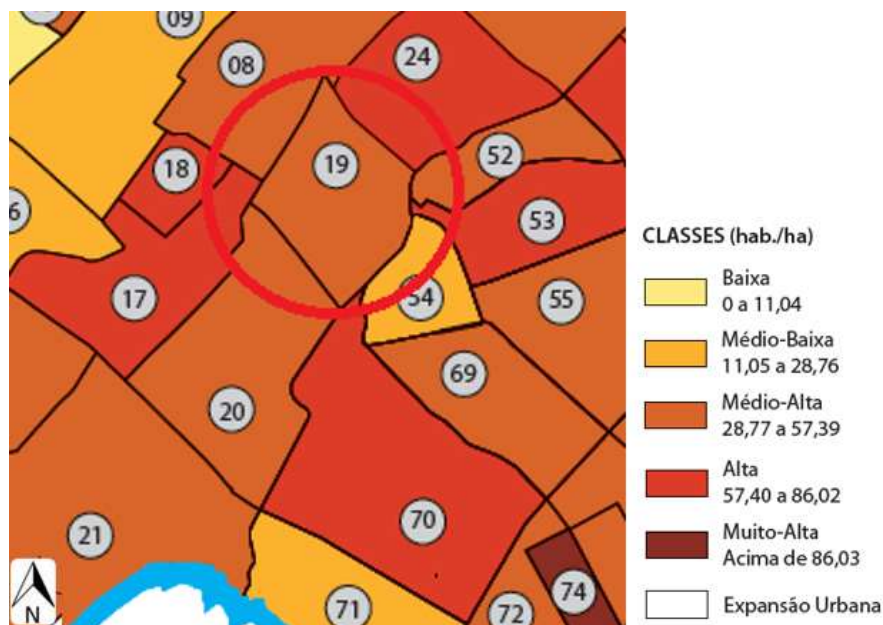 09
08
24
18
19
52
6
53
17
54
55
69
20
21
70
71
72
74
N
CLASSES (hab./ha)
Baixa
0 a 11,04
Médio-Baixa
11,05 a 28,76
Médio-Alta
28,77 a 57,39
Alta
57,40 a 86,02
Muito-Alta
Acima de 86,03
Expansão Urbana